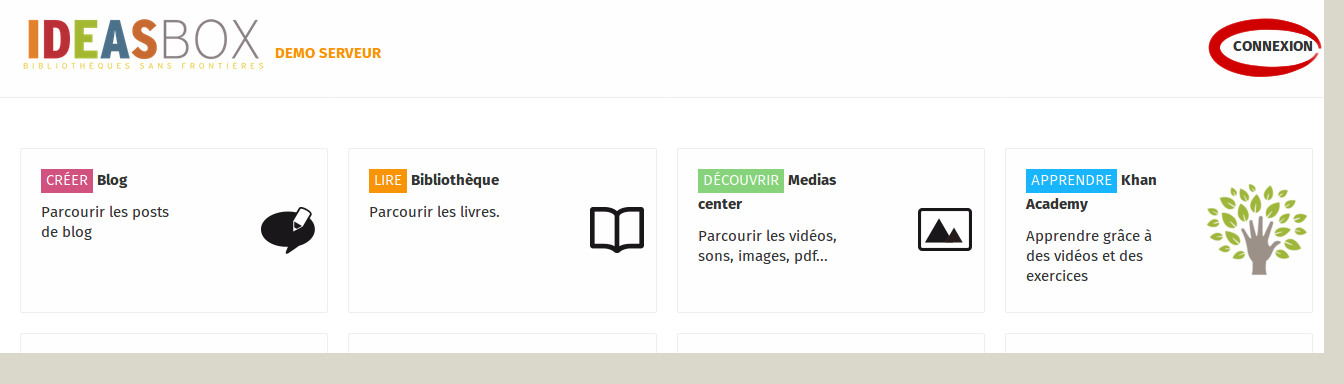 IDEASBOX
BIBLIOTHÈQUES SANS FRONTIÈRES
DEMO SERVEUR
CONNEXION
CRÉER Blog
Parcourir les posts
de blog
LIRE Bibliothèque
Parcourir les livres.
DÉCOUVRIR Medias
center
Parcourir les vidéos,
sons, images, pdf...
APPRENDRE Khan
Academy
Apprendre grâce à
des vidéos et des
exercices